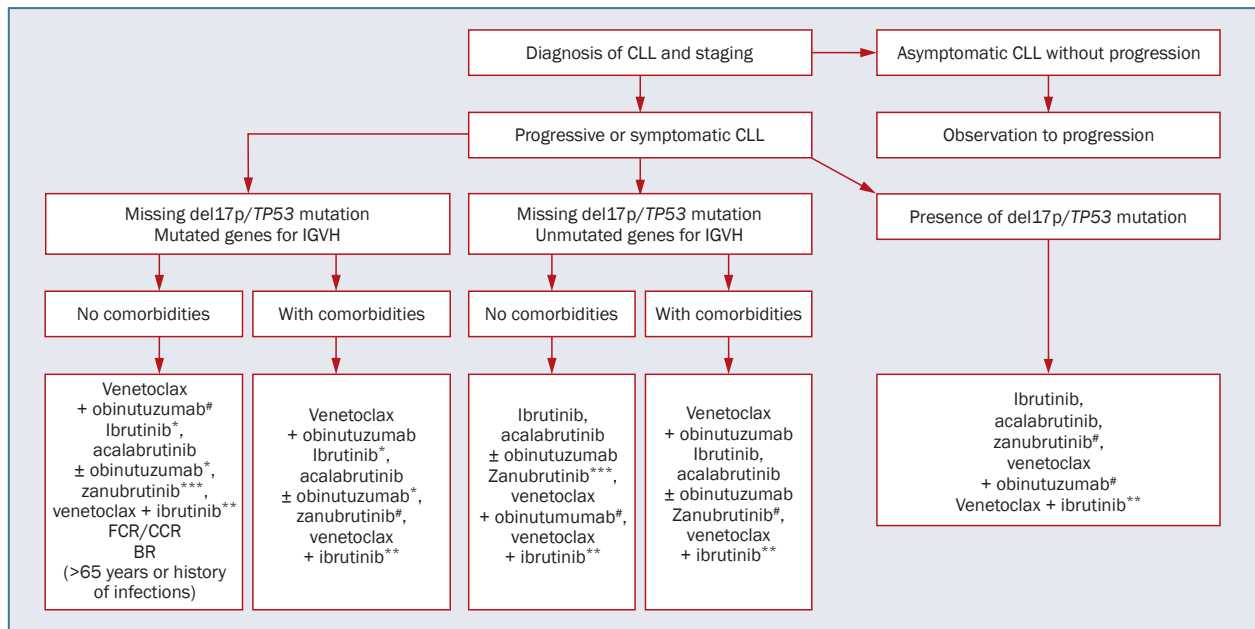 Diagnosis of CLL and staging
Asymptomatic CLL without progression
Progressive or symptomatic CLL
Observation to progression
Missing del17p/TP53 mutation
Mutated genes for IGVH
Missing del17p/TP53 mutation
Unmutated genes for IGVH
Presence of del17p/TP53 mutation
No comorbidities
With comorbidities
No comorbidities
With comorbidities
Venetoclax
+ obinutuzumab#
Ibrutinib*,
acalabrutinib
± obinutuzumab*,
zanubrutinib***,
venetoclax + ibrutinib**
FCR/CCR
BR
(>65 years or history
of infections)
Venetoclax
+ obinutuzumab
Ibrutinib*,
acalabrutinib
± obinutuzumab*,
zanubrutinib#,
venetoclax
+ ibrutinib**
Ibrutinib,
acalabrutinib
± obinutuzumab
Zanubrutinib***,
venetoclax
+ obinutumumab#,
venetoclax
+ ibrutinib**
Venetoclax
+ obinutuzumab
Ibrutinib,
acalabrutinib
± obinutuzumab
Zanubrutinib#,
venetoclax
+ ibrutinib**
Ibrutinib,
acalabrutinib,
zanubrutinib#,
venetoclax
+ obinutuzumab#
Venetoclax + ibrutinib**